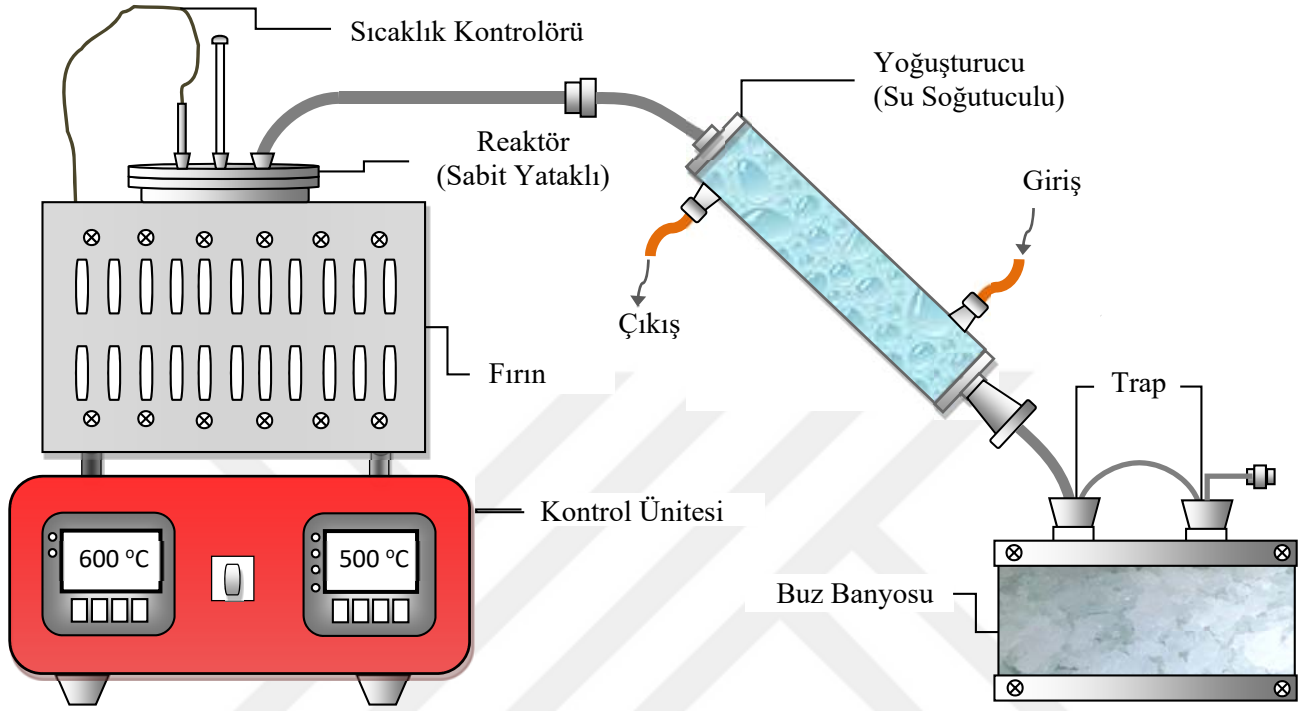 Sıcaklık Kontrolörü
Yoğuşturucu
(Su Soğutuculu)
Reaktör
(Sabit Yataklı)
Giriş
Çıkış
Fırın
Trap
Kontrol Ünitesi
600 °C
500 °C
Buz Banyosu